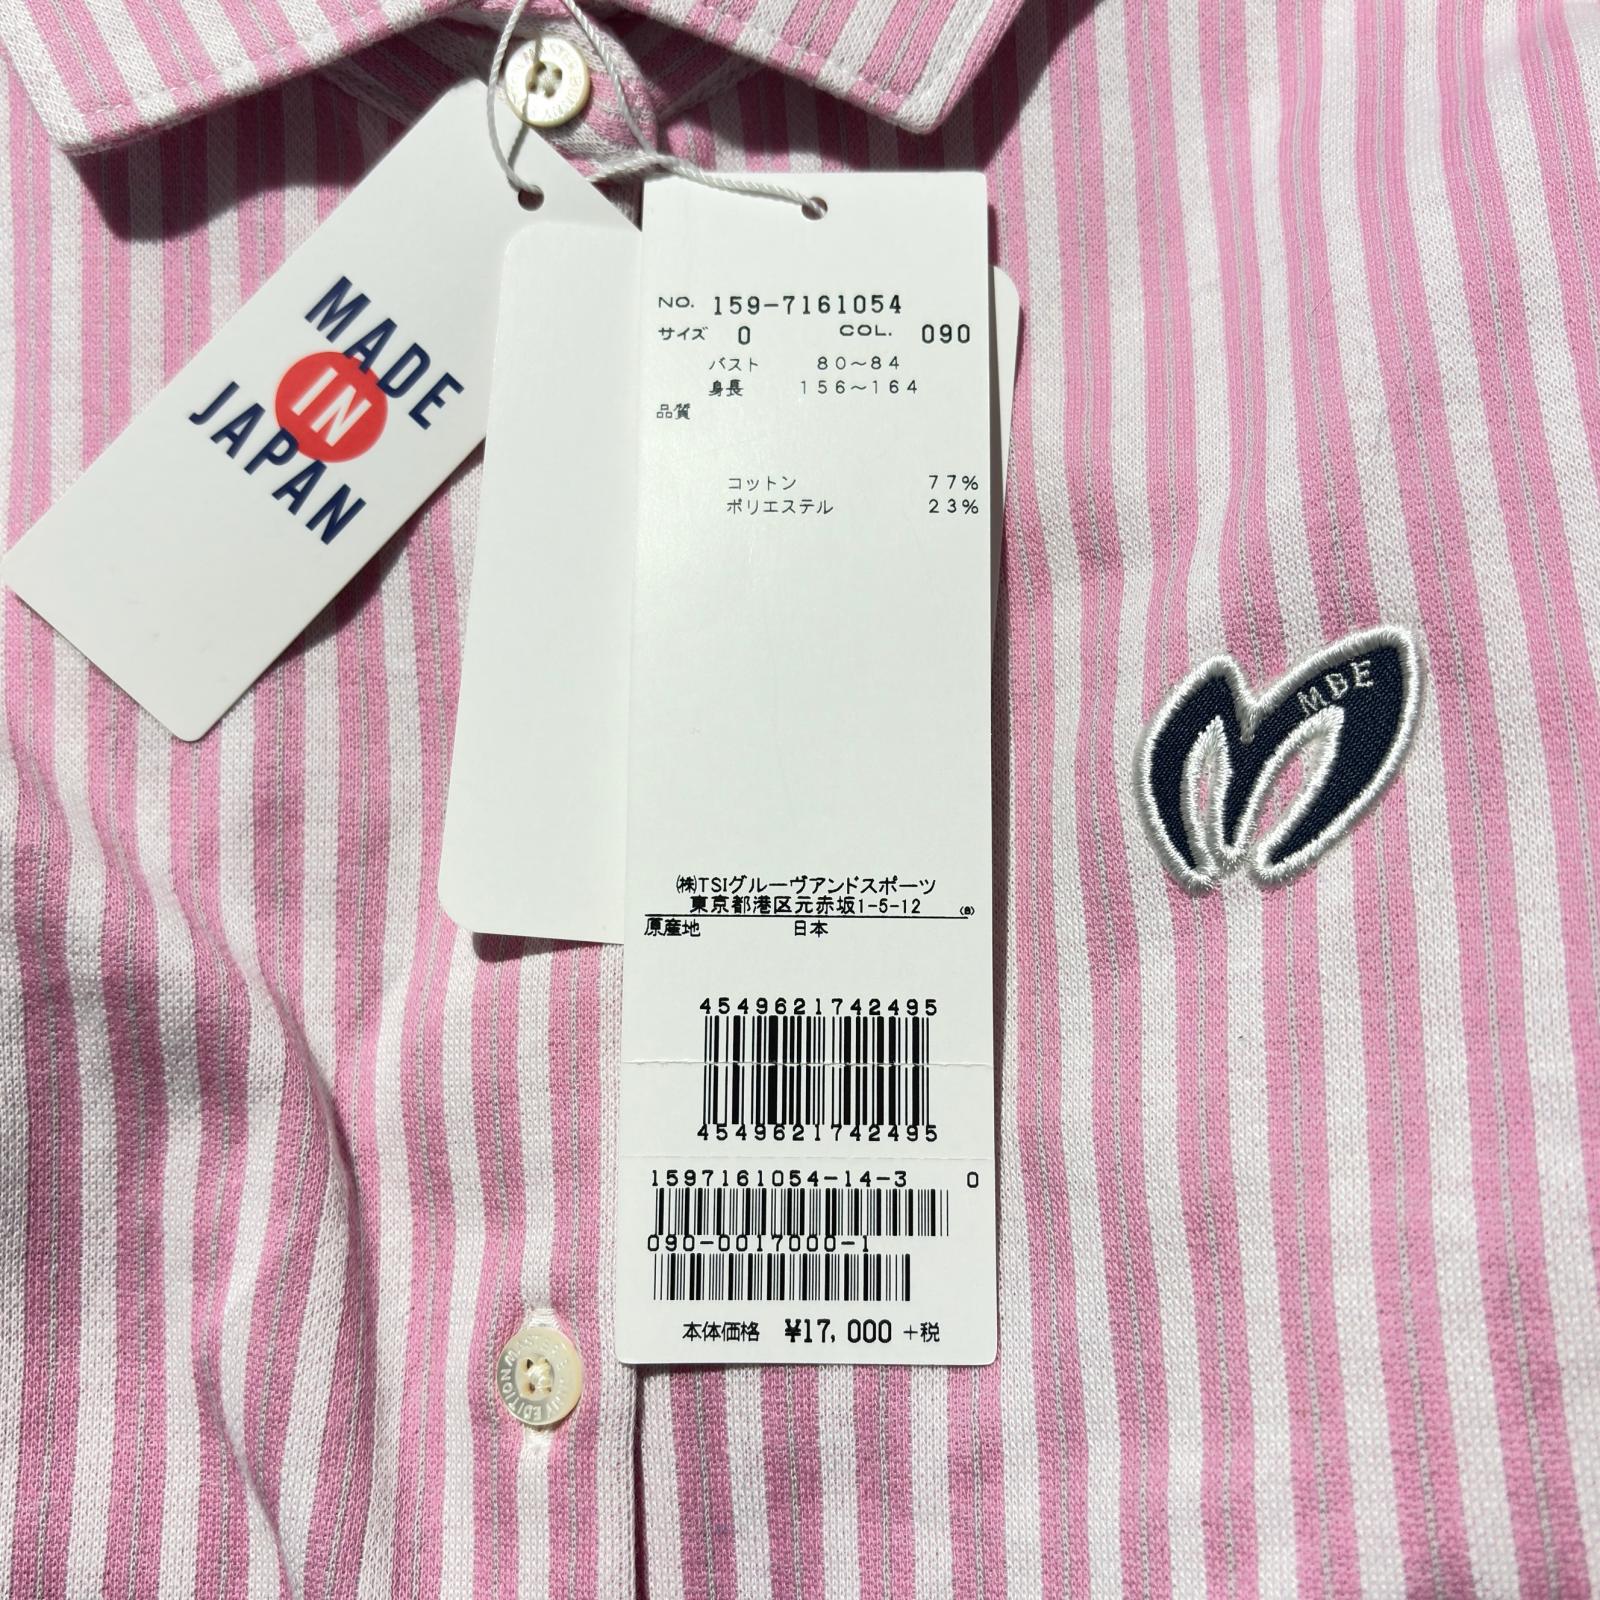 MADE
IN
JAPAN
NO. 159-7161054
サイズ 0 COL. 090
バスト 80~84
身長 156~164
品質
コットン 77%
ポリエステル 23%
㈱TSIグルーヴアンドスポーツ
東京都港区元赤坂1-5-12 (8)
原産地 日本
4549621742495
4549621742495
1597161054-14-3 0
090-0017000-1
本体価格 ¥17,000 +税
MBE